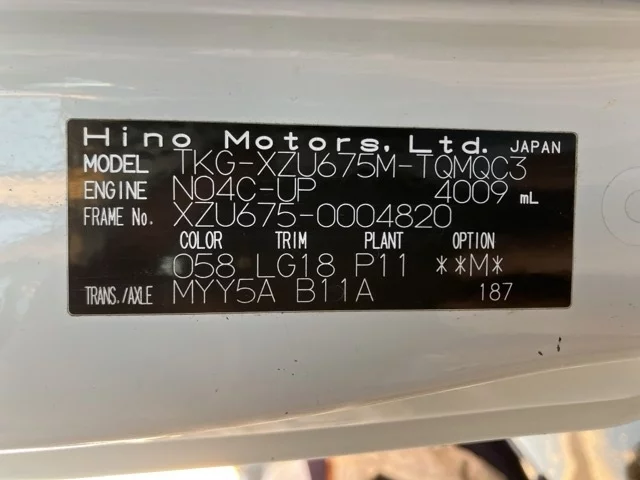 Hino Motors, Ltd. JAPAN
MODEL TKG-XZU675M-TQMQC3
ENGINE N04C-UP 4009 mL
FRAME No. XZU675-0004820
COLOR TRIM PLANT OPTION
058 LG18 P11 **M*
TRANS./AXLE MYY5A B11A 187